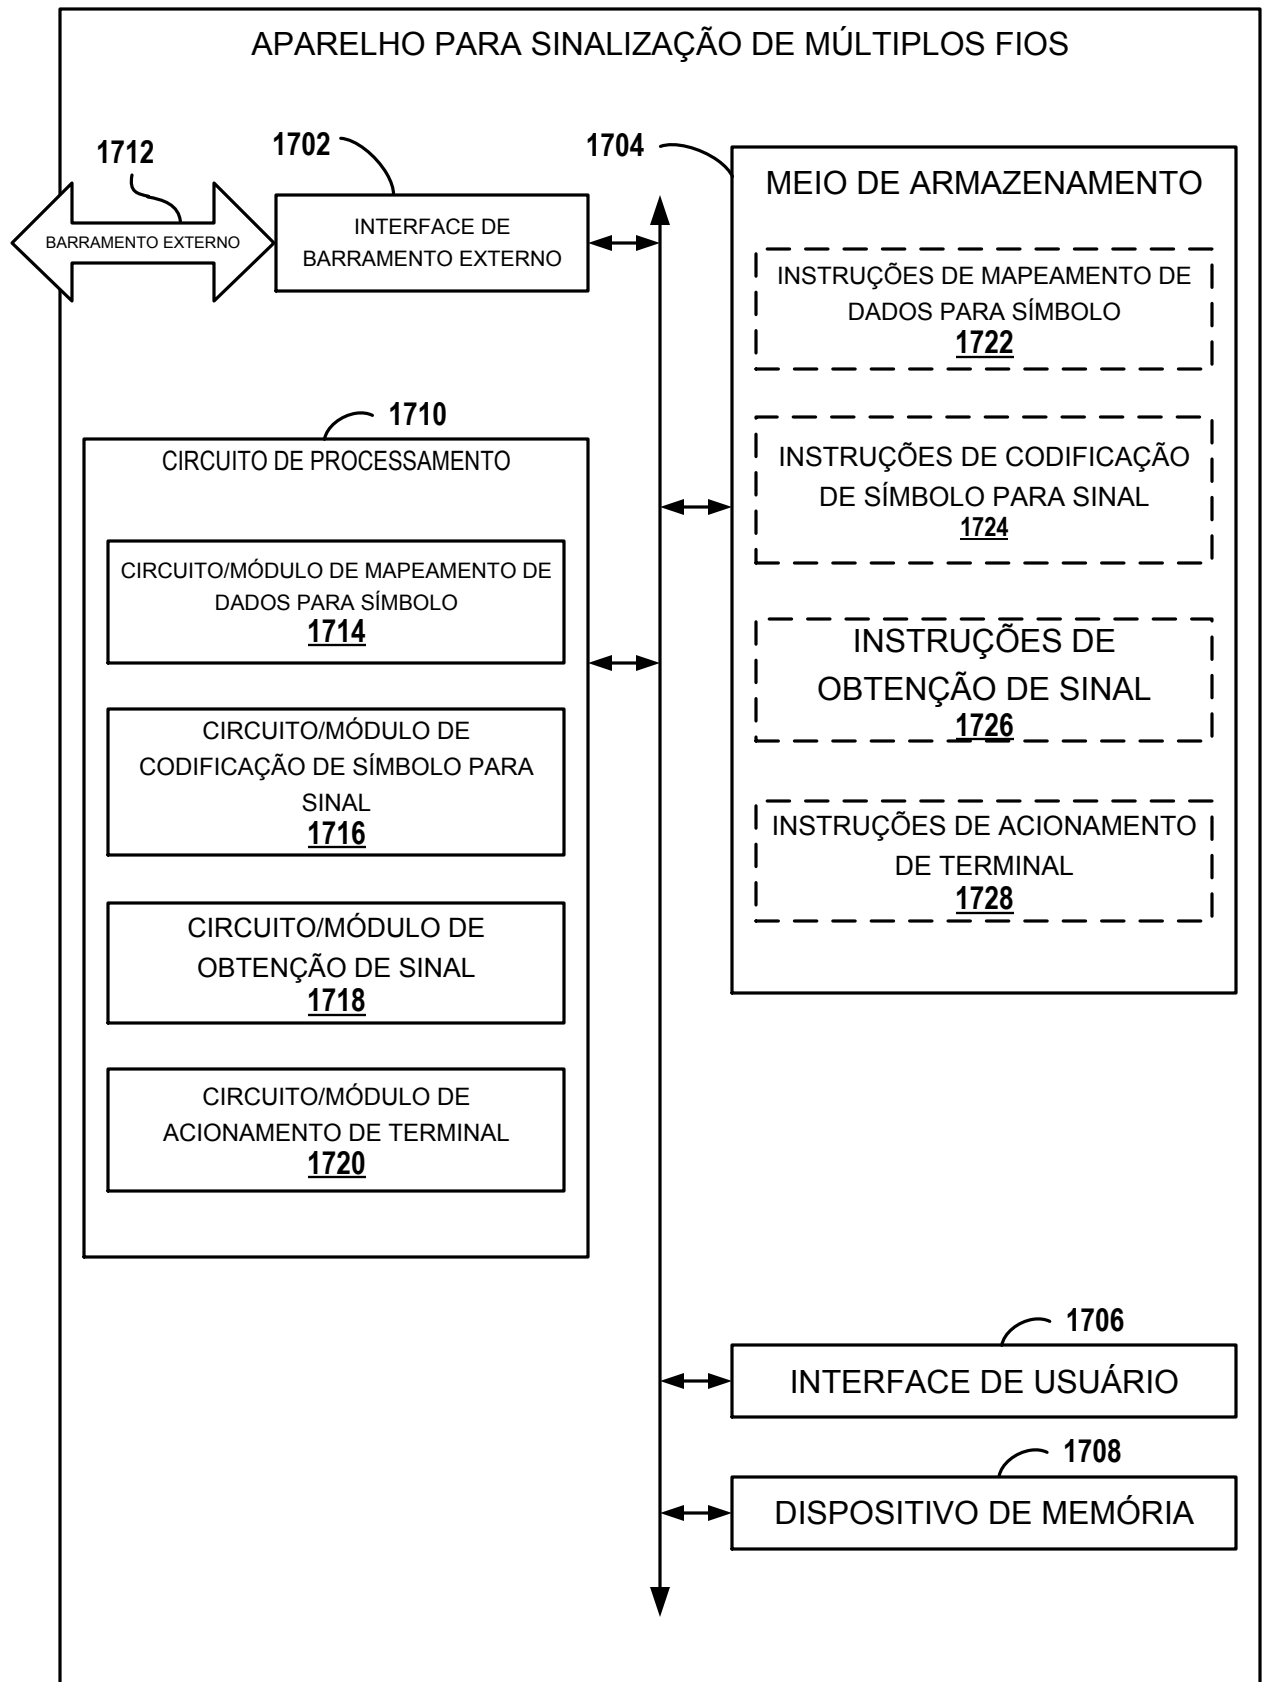 APARELHO PARA SINALIZAÇÃO DE MÚLTIPLOS FIOS
1712
1702
1704
BARRAMENTO EXTERNO
INTERFACE DE
BARRAMENTO EXTERNO
MEIO DE ARMAZENAMENTO
INSTRUÇÕES DE MAPEAMENTO DE
DADOS PARA SÍMBOLO
1722
INSTRUÇÕES DE CODIFICAÇÃO
DE SÍMBOLO PARA SINAL
1724
INSTRUÇÕES DE
OBTENÇÃO DE SINAL
1726
INSTRUÇÕES DE ACIONAMENTO
DE TERMINAL
1728
1710
CIRCUITO DE PROCESSAMENTO
CIRCUITO/MÓDULO DE MAPEAMENTO DE
DADOS PARA SÍMBOLO
1714
CIRCUITO/MÓDULO DE
CODIFICAÇÃO DE SÍMBOLO PARA
SINAL
1716
CIRCUITO/MÓDULO DE
OBTENÇÃO DE SINAL
1718
CIRCUITO/MÓDULO DE
ACIONAMENTO DE TERMINAL
1720
1706
INTERFACE DE USUÁRIO
1708
DISPOSITIVO DE MEMÓRIA